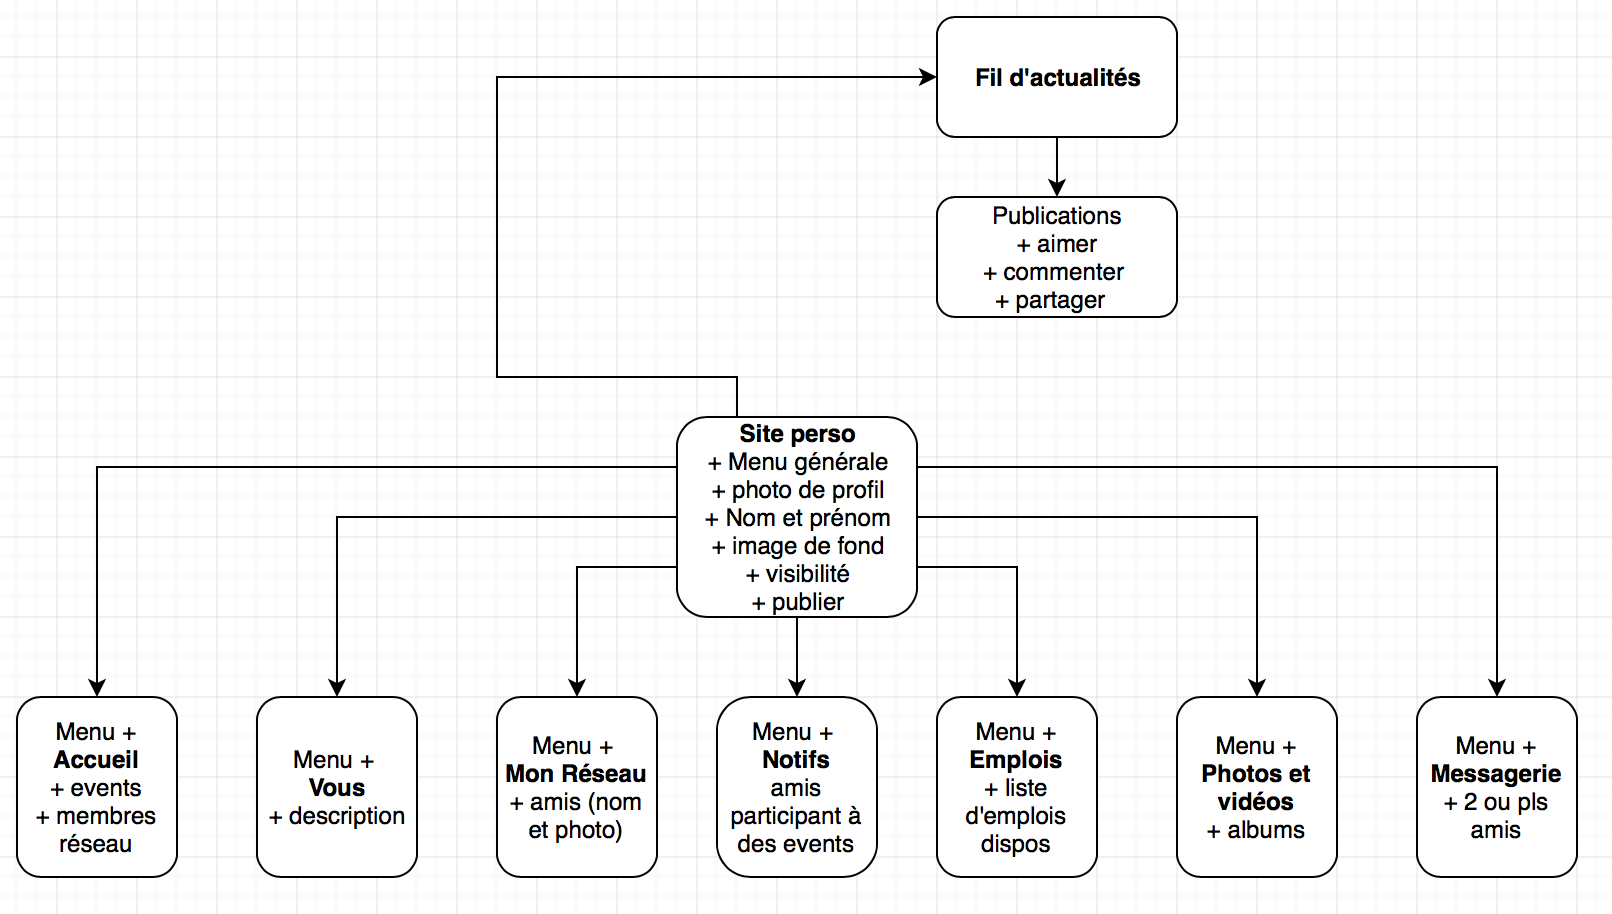 Fil d'actualités
Publications
+ aimer
+ commenter
+ partager
Site perso
+ Menu générale
+ photo de profil
+ Nom et prénom
+ image de fond
+ visibilité
+ publier
Menu +
Accueil
+ events
+ membres
réseau
Menu +
Vous
+ description
Menu +
Mon Réseau
+ amis (nom
et photo)
Menu +
Notifs
amis
participant à
des events
Menu +
Emplois
+ liste
d'emplois
dispos
Menu +
Photos et
vidéos
+ albums
Menu +
Messagerie
+ 2 ou pls
amis